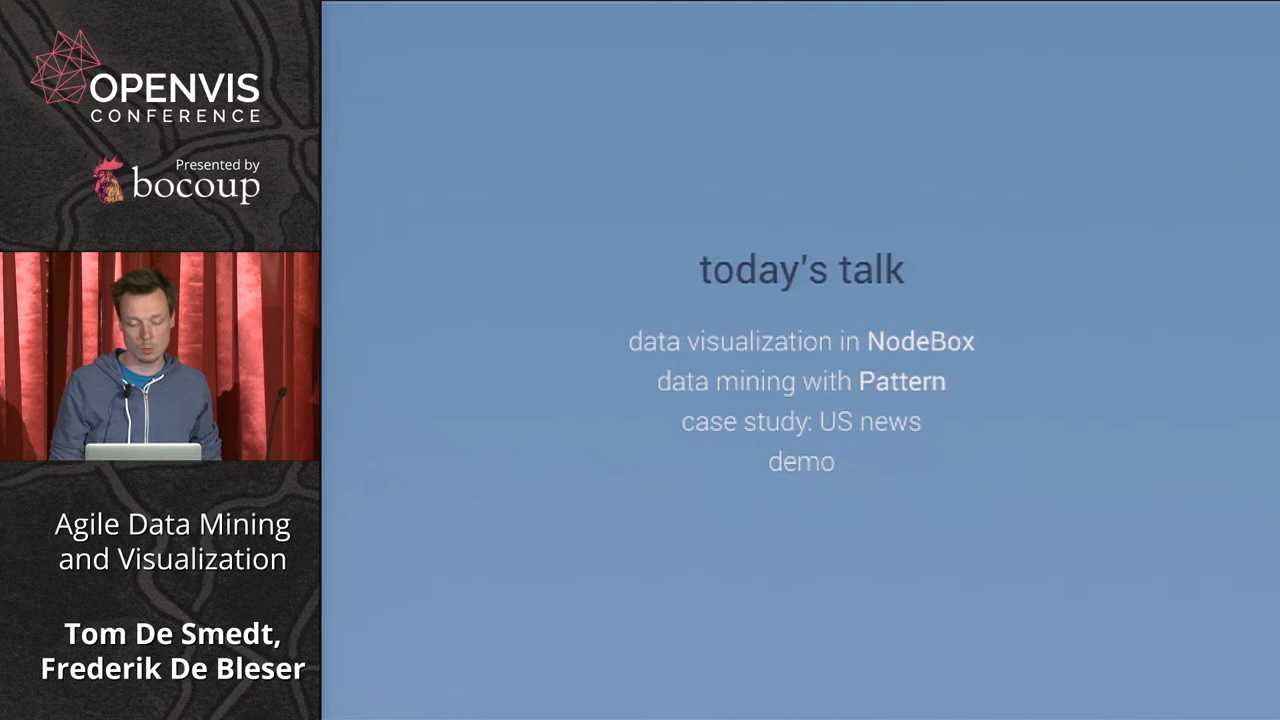 OPENVIS
CONFERENCE
Presented by
bocoup
Agile Data Mining
and Visualization
Tom De Smedt,
Frederik De Bleser
today's talk
data visualization in NodeBox
data mining with Pattern
case study: US news
demo